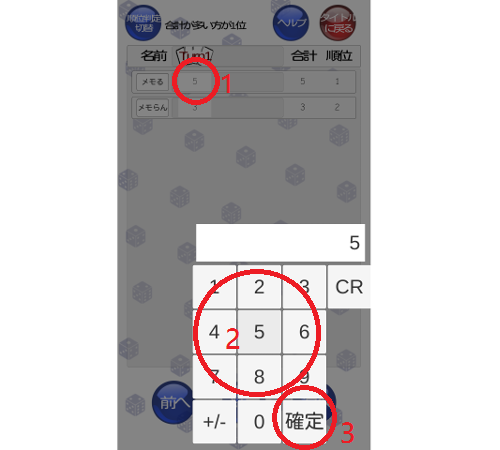 順位判定
切替
合計が多い方が1位
ヘルプ
タイトル
に戻る
名前 Turn1 合計 順位
メモる 5 5 1
1
メモらん 3 3 2
5
1 2 3 CR
4 5 6
2
7 8 9
前へ
+/- 0 確定
3